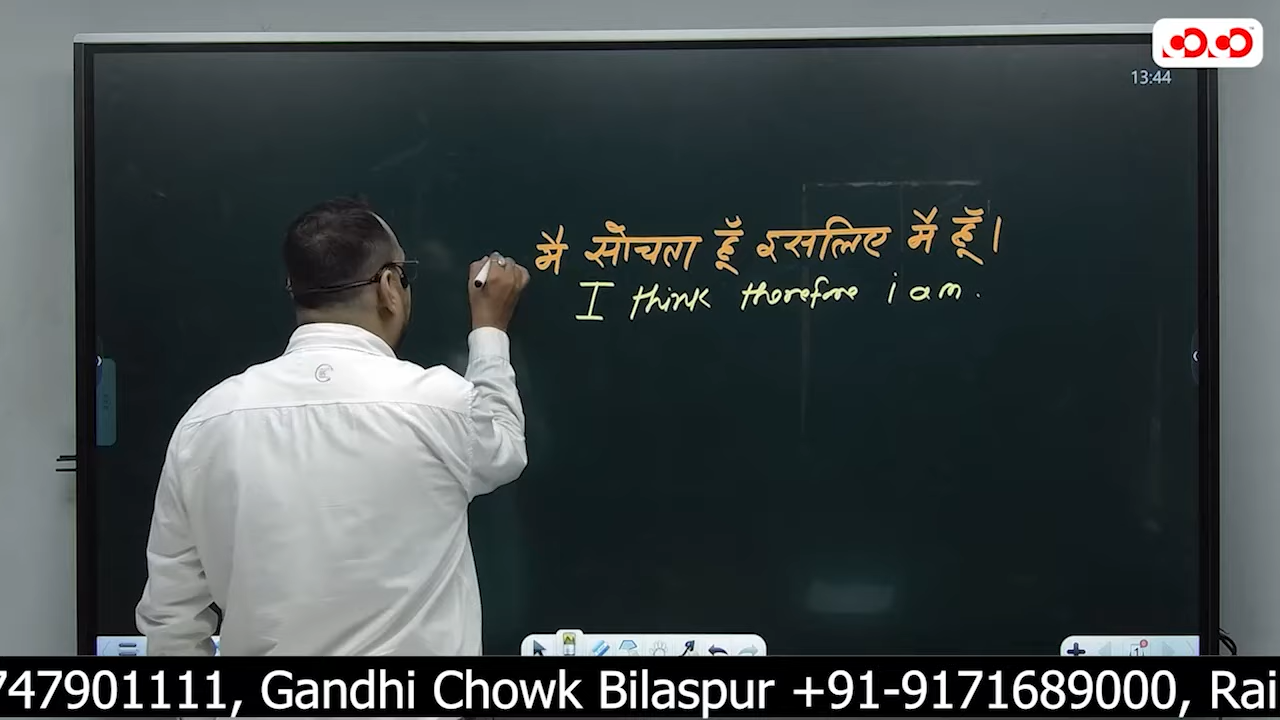 13:44
मै सोचता हूँ इसलिए मै हूँ।
I think therefore i am.
747901111, Gandhi Chowk Bilaspur +91-9171689000, Rai